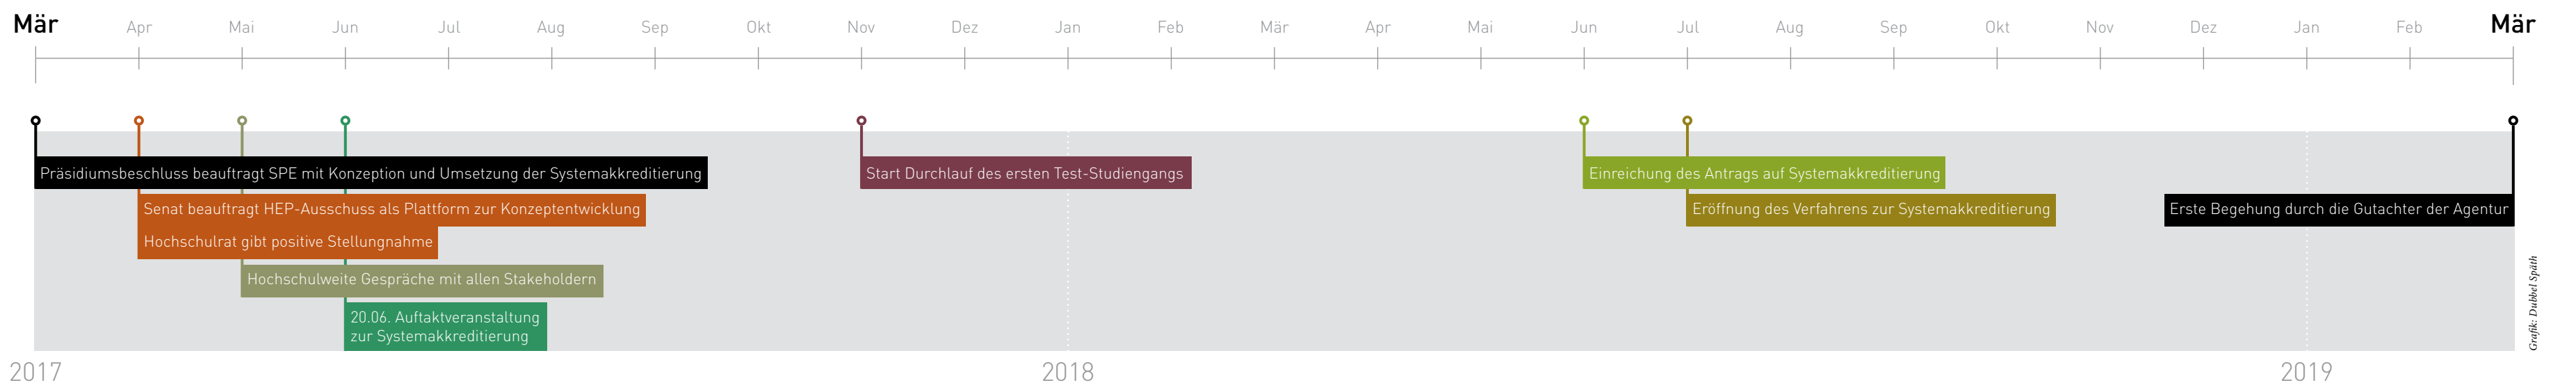 Mär Apr Mai Jun Jul Aug Sep Okt Nov Dez Jan Feb Mär Apr Mai Jun Jul Aug Sep Okt Nov Dez Jan Feb Mär
Präsidiumsbeschluss beauftragt SPE mit Konzeption und Umsetzung der Systemakkreditierung
Start Durchlauf des ersten Test-Studiengangs
Einreichung des Antrags auf Systemakkreditierung
Senat beauftragt HEP-Ausschuss als Plattform zur Konzeptentwicklung
Eröffnung des Verfahrens zur Systemakkreditierung
Erste Begehung durch die Gutachter der Agentur
Hochschulrat gibt positive Stellungnahme
Hochschulweite Gespräche mit allen Stakeholdern
20.06. Auftaktveranstaltung
zur Systemakkreditierung
2017 2018 2019
Grafik: Dubbel Späth